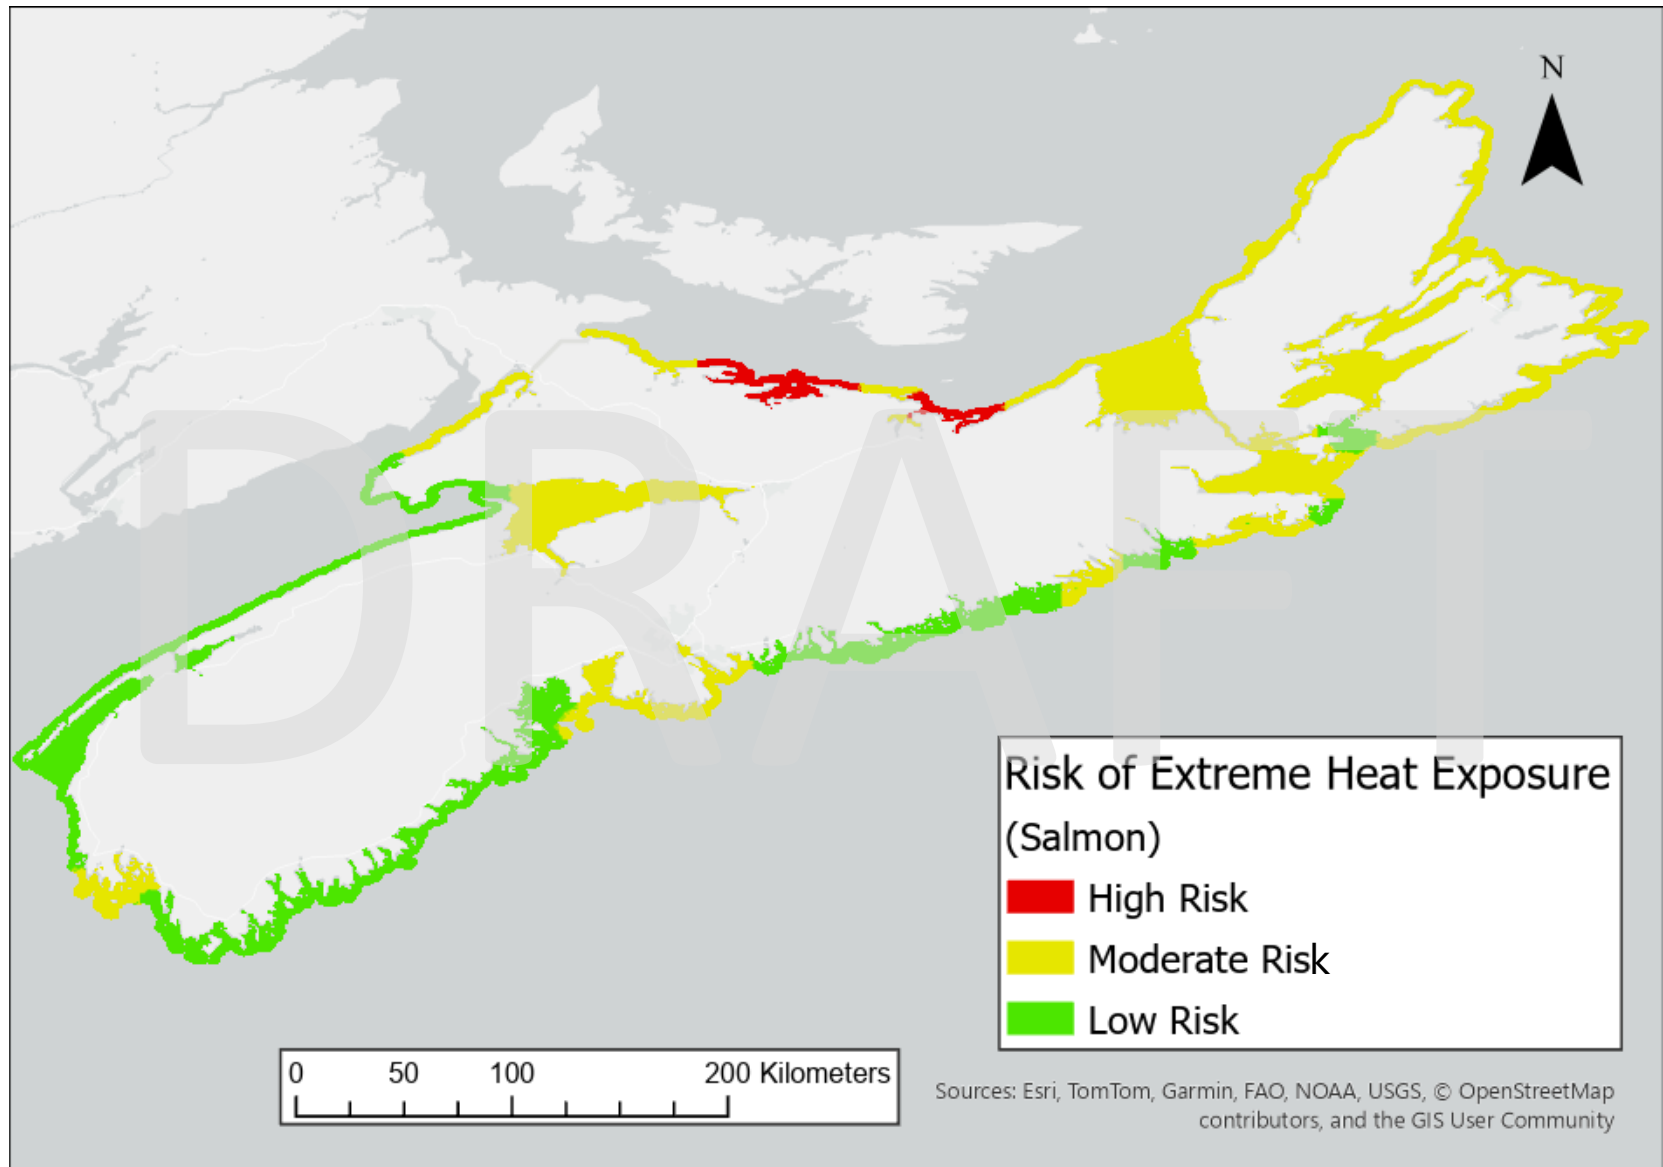 N
DRAFT
Risk of Extreme Heat Exposure
(Salmon)
High Risk
Moderate Risk
Low Risk
0 50 100 200 Kilometers
Sources: Esri, TomTom, Garmin, FAO, NOAA, USGS, © OpenStreetMap
contributors, and the GIS User Community